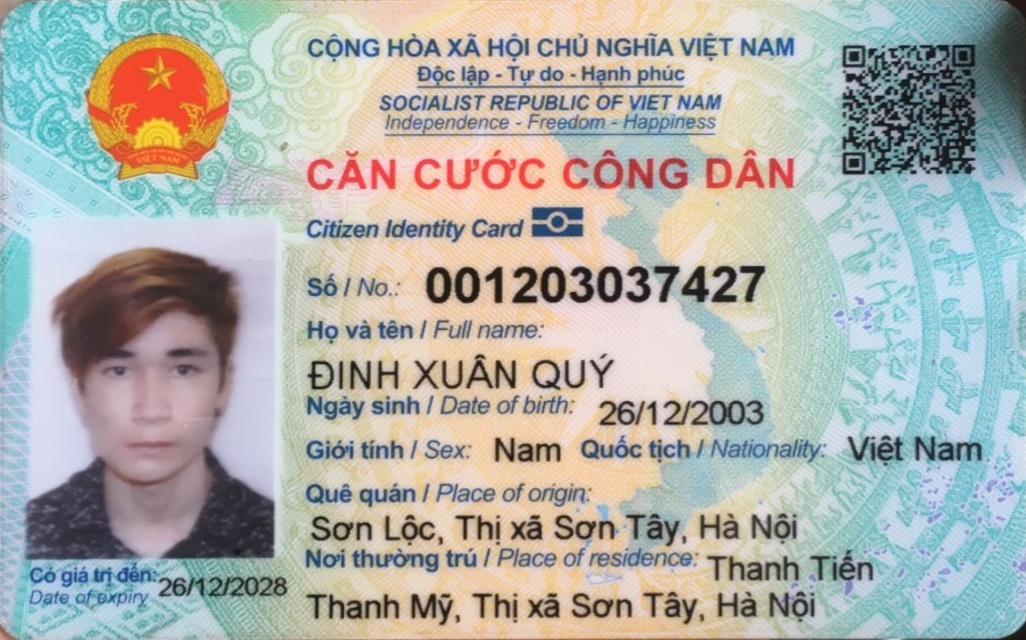 CỘNG HÒA XÃ HỘI CHỦ NGHĨA VIỆT NAM
Độc lập - Tự do - Hạnh phúc
SOCIALIST REPUBLIC OF VIET NAM
Independence - Freedom - Happiness
CĂN CƯỚC CÔNG DÂN
Citizen Identity Card
Số / No.: 001203037427
Họ và tên / Full name:
ĐINH XUÂN QUÝ
Ngày sinh / Date of birth: 26/12/2003
Giới tính / Sex: Nam Quốc tịch / Nationality: Việt Nam
Quê quán / Place of origin:
Sơn Lộc, Thị xã Sơn Tây, Hà Nội
Nơi thường trú / Place of residence: Thanh Tiến
Thanh Mỹ, Thị xã Sơn Tây, Hà Nội
Có giá trị đến: 26/12/2028
Date of expiry
VIỆT NAM